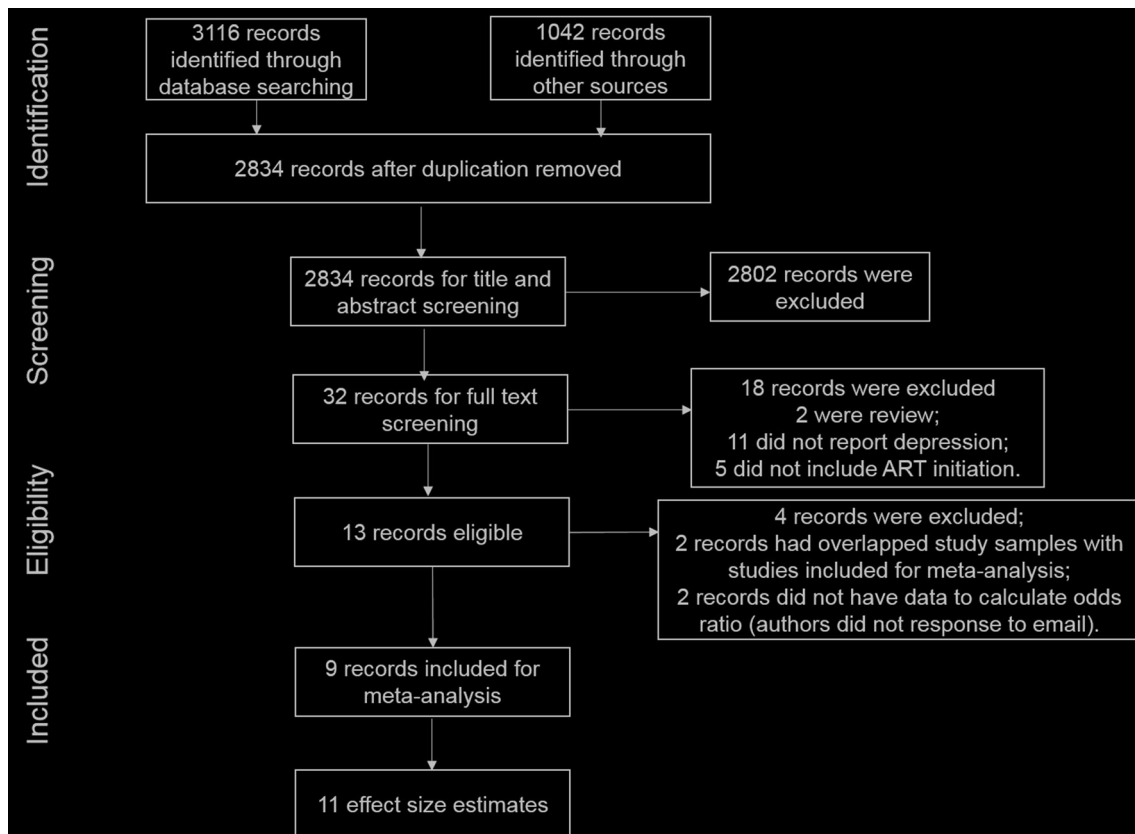 Identification
3116 records
identified through
database searching
1042 records
identified through
other sources
2834 records after duplication removed
Screening
2834 records for title and
abstract screening
2802 records were
excluded
32 records for full text
screening
18 records were excluded
2 were review;
11 did not report depression;
5 did not include ART initiation.
Eligibility
13 records eligible
4 records were excluded;
2 records had overlapped study samples with
studies included for meta-analysis;
2 records did not have data to calculate odds
ratio (authors did not response to email).
Included
9 records included for
meta-analysis
11 effect size estimates